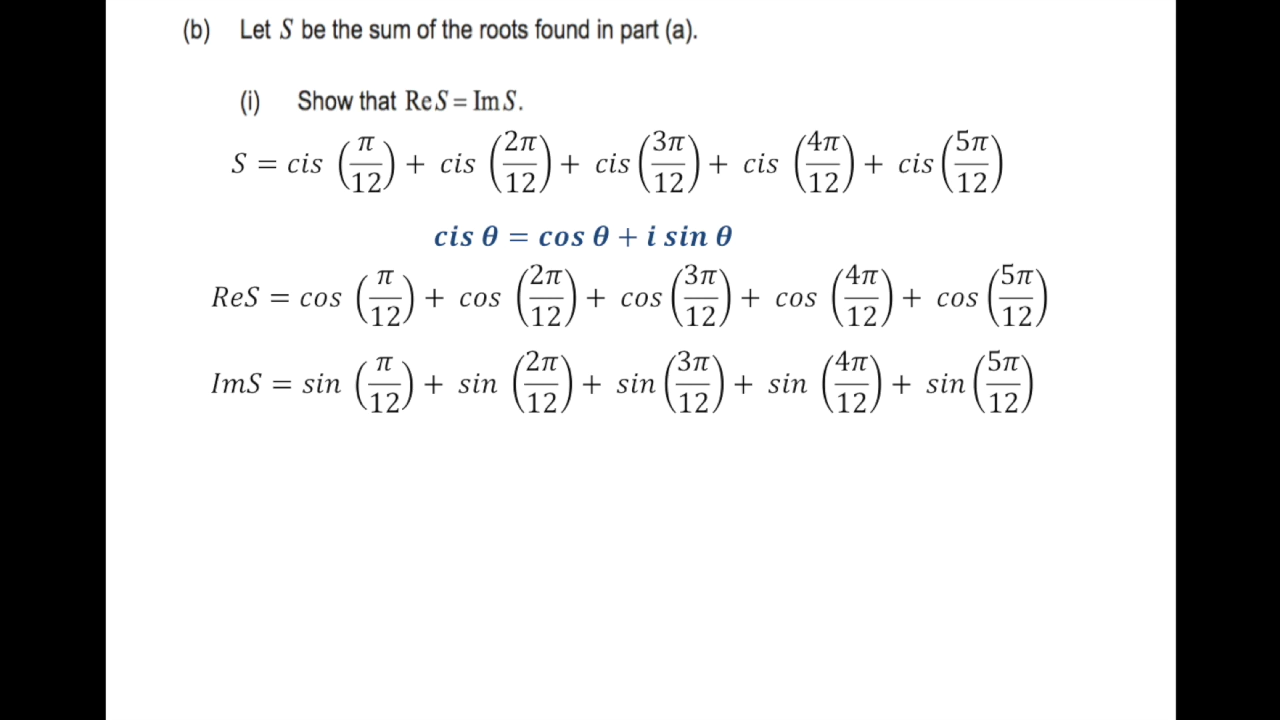 (b) Let S be the sum of the roots found in part (a).
(i) Show that Re S = Im S.
S = cis (π/12) + cis (2π/12) + cis (3π/12) + cis (4π/12) + cis (5π/12)
cis θ = cos θ + i sin θ
ReS = cos (π/12) + cos (2π/12) + cos (3π/12) + cos (4π/12) + cos (5π/12)
ImS = sin (π/12) + sin (2π/12) + sin (3π/12) + sin (4π/12) + sin (5π/12)